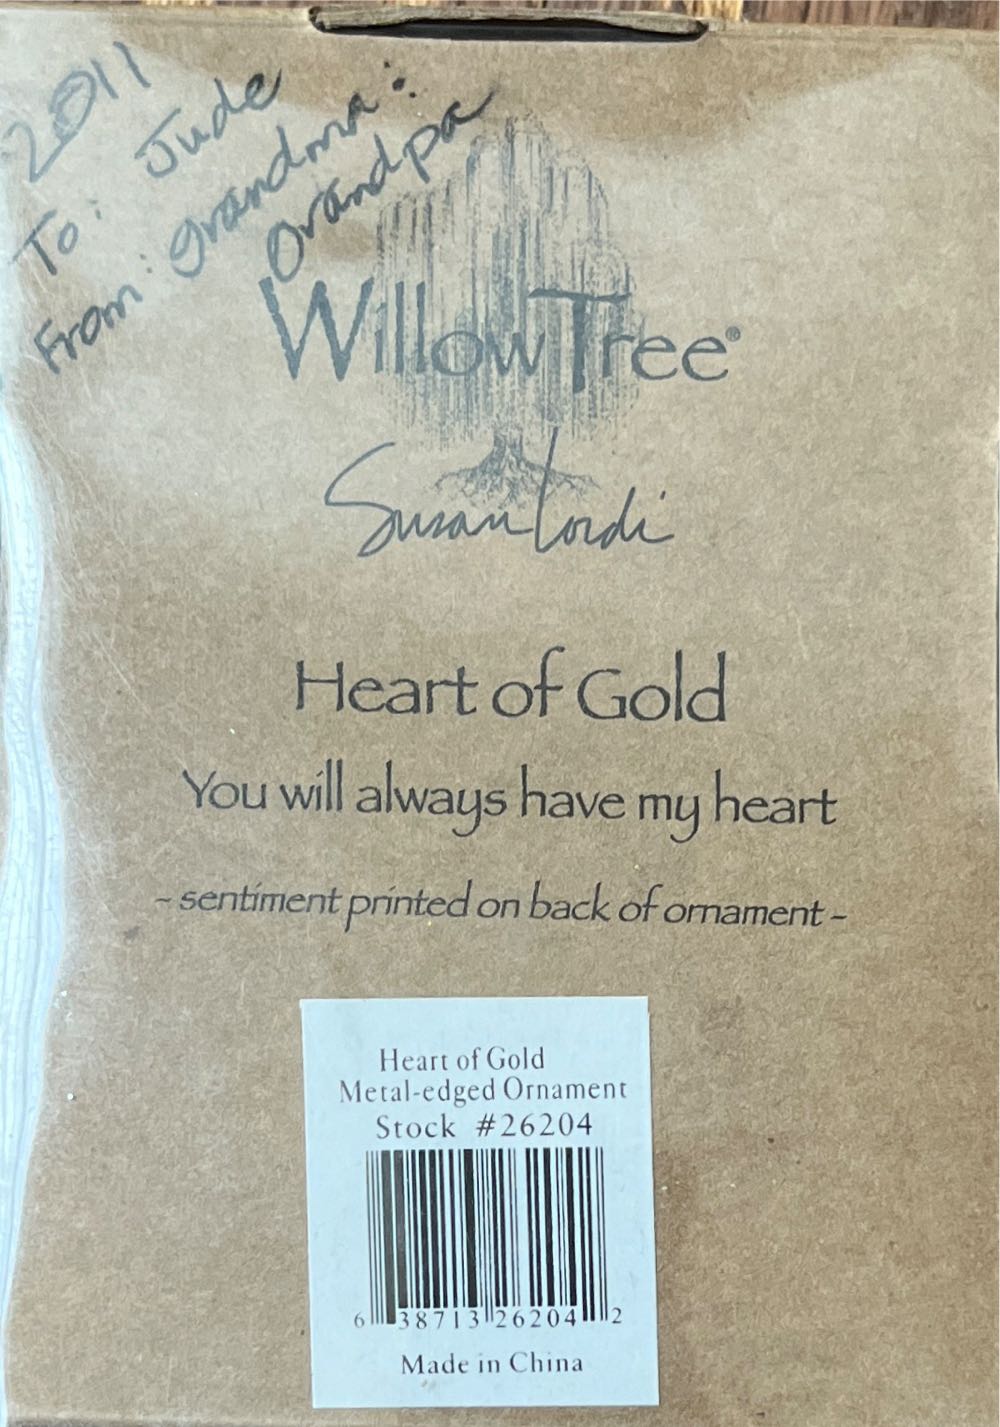 2011
To: Jude
From: Grandma :
Grandpa
Willow Tree®
Susan Lordi
Heart of Gold
You will always have my heart
~ sentiment printed on back of ornament ~
Heart of Gold
Metal-edged Ornament
Stock #26204
6 38713 26204 2
Made in China